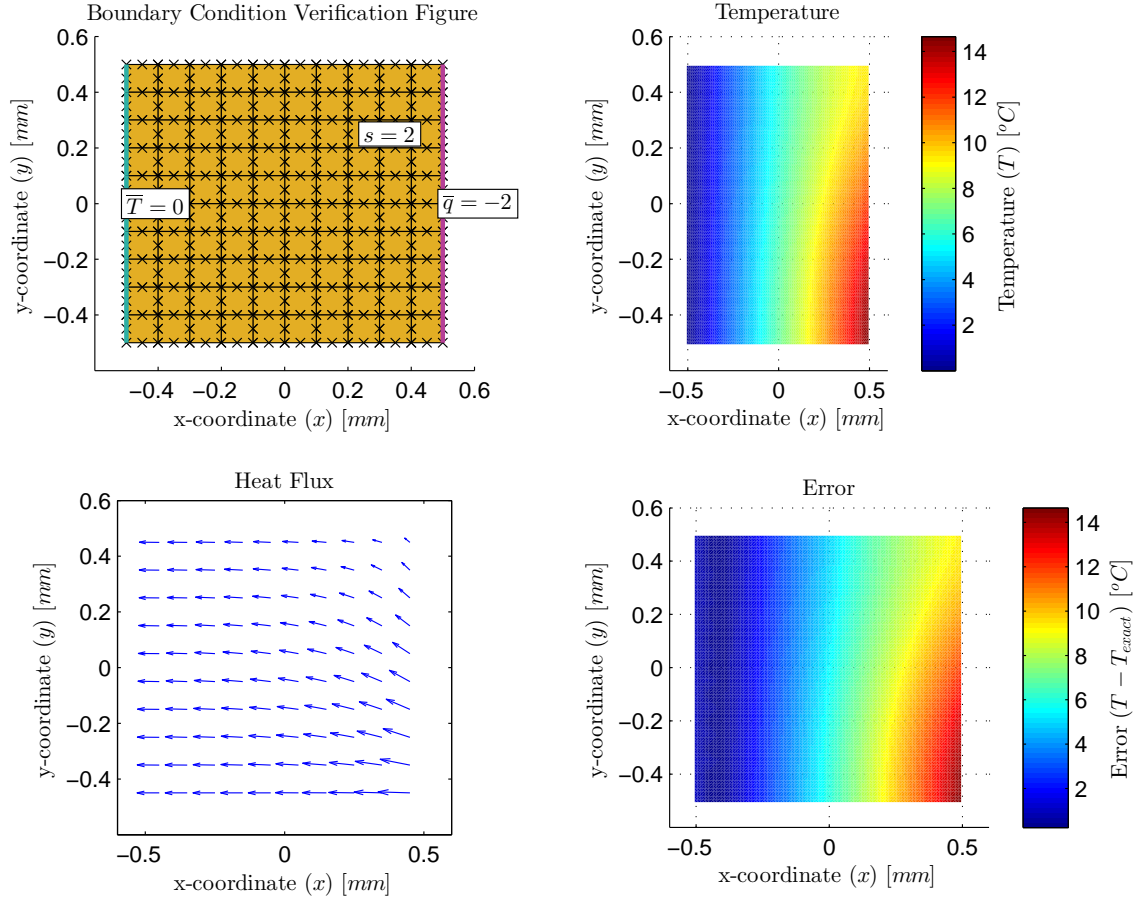 Boundary Condition Verification Figure
0.6
0.4
0.2
0
−0.2
−0.4
y-coordinate (y) [mm]
s = 2
T̅ = 0
q̅ = −2
−0.4 −0.2 0 0.2 0.4 0.6
x-coordinate (x) [mm]
Temperature
0.6
0.4
0.2
0
−0.2
−0.4
y-coordinate (y) [mm]
−0.5 0 0.5
x-coordinate (x) [mm]
14
12
10
8
6
4
2
Temperature (T) [°C]
Heat Flux
0.6
0.4
0.2
0
−0.2
−0.4
y-coordinate (y) [mm]
−0.5 0 0.5
x-coordinate (x) [mm]
Error
0.6
0.4
0.2
0
−0.2
−0.4
y-coordinate (y) [mm]
−0.5 0 0.5
x-coordinate (x) [mm]
14
12
10
8
6
4
2
Error (T − T_exact) [°C]